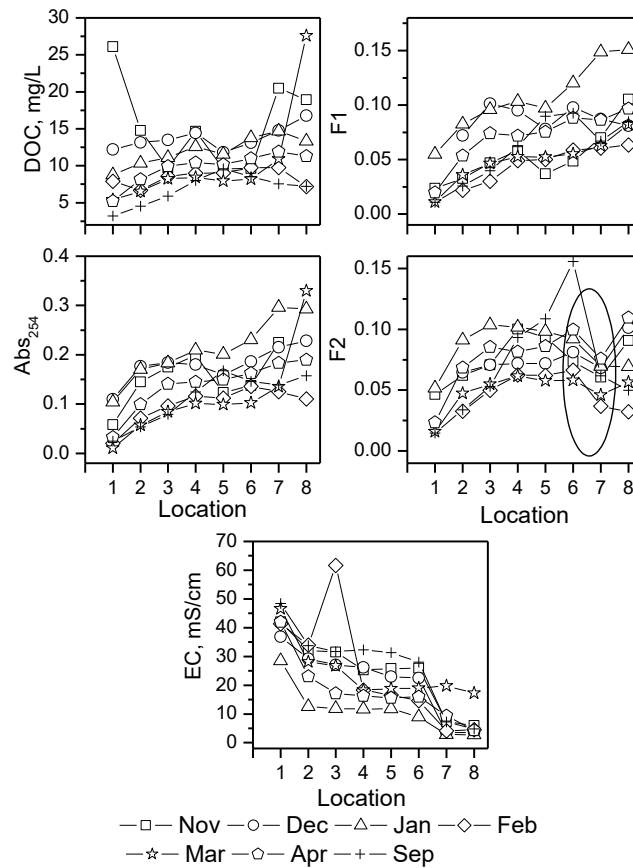 30
25
20
15
10
5
DOC, mg/L
0.15
0.10
0.05
0.00
F1
0.4
0.3
0.2
0.1
0.0
Abs254
1 2 3 4 5 6 7 8
Location
0.15
0.10
0.05
0.00
F2
1 2 3 4 5 6 7 8
Location
70
60
50
40
30
20
10
0
EC, mS/cm
1 2 3 4 5 6 7 8
Location
Nov Dec Jan Feb
Mar Apr Sep